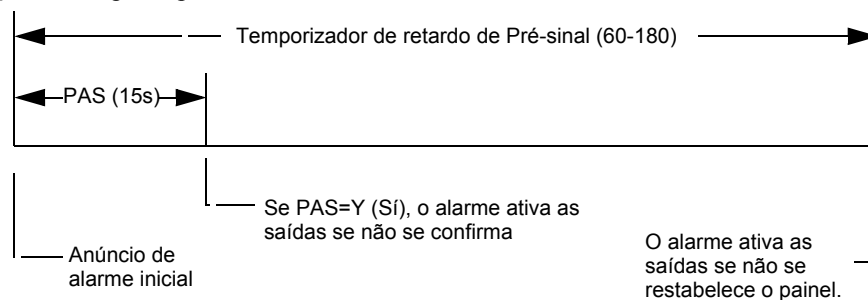 Temporizador de retardo de Pré-sinal (60-180)
PAS (15s)
Se PAS=Y (Sí), o alarme ativa as
saídas se não se confirma
Anúncio de
alarme inicial
O alarme ativa as
saídas se não se
restabelece o painel.